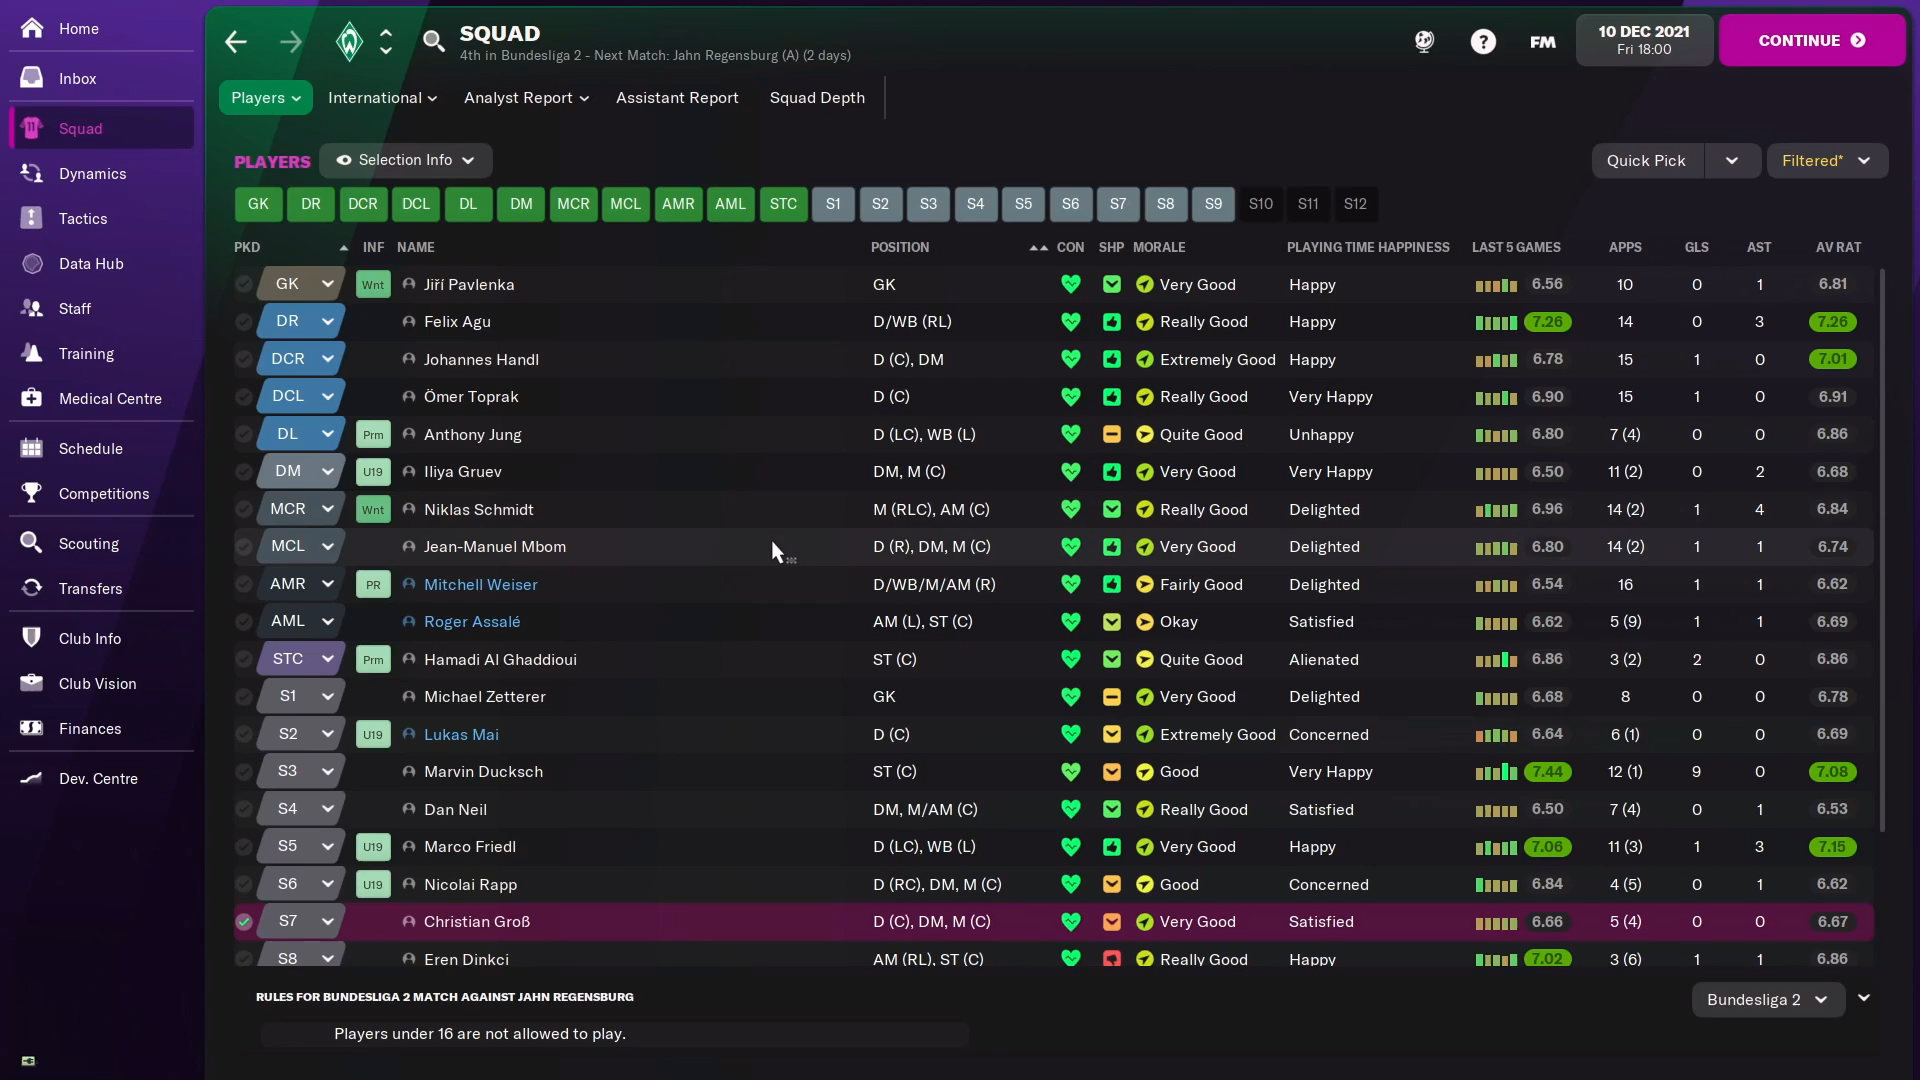 Home
Inbox
Squad
Dynamics
Tactics
Data Hub
Staff
Training
Medical Centre
Schedule
Competitions
Scouting
Transfers
Club Info
Club Vision
Finances
Dev. Centre
SQUAD
4th in Bundesliga 2 - Next Match: Jahn Regensburg (A) (2 days)
FM
10 DEC 2021
Fri 18:00
CONTINUE
Players International Analyst Report Assistant Report Squad Depth
PLAYERS Selection Info Quick Pick Filtered*
GK DR DCR DCL DL DM MCR MCL AMR AML STC S1 S2 S3 S4 S5 S6 S7 S8 S9 S10 S11 S12
PKD INF NAME POSITION CON SHP MORALE PLAYING TIME HAPPINESS LAST 5 GAMES APPS GLS AST AV RAT
GK Wnt Jiří Pavlenka GK Very Good Happy 6.56 10 0 1 6.81
DR Felix Agu D/WB (RL) Really Good Happy 7.26 14 0 3 7.26
DCR Johannes Handl D (C), DM Extremely Good Happy 6.78 15 1 0 7.01
DCL Ömer Toprak D (C) Really Good Very Happy 6.90 15 1 0 6.91
DL Prm Anthony Jung D (LC), WB (L) Quite Good Unhappy 6.80 7 (4) 0 0 6.86
DM U19 Iliya Gruev DM, M (C) Very Good Very Happy 6.50 11 (2) 0 2 6.68
MCR Wnt Niklas Schmidt M (RLC), AM (C) Really Good Delighted 6.96 14 (2) 1 4 6.84
MCL Jean-Manuel Mbom D (R), DM, M (C) Very Good Delighted 6.80 14 (2) 1 1 6.74
AMR PR Mitchell Weiser D/WB/M/AM (R) Fairly Good Delighted 6.54 16 1 1 6.62
AML Roger Assalé AM (L), ST (C) Okay Satisfied 6.62 5 (9) 1 1 6.69
STC Prm Hamadi Al Ghaddioui ST (C) Quite Good Alienated 6.86 3 (2) 2 0 6.86
S1 Michael Zetterer GK Very Good Delighted 6.68 8 0 0 6.78
S2 U19 Lukas Mai D (C) Extremely Good Concerned 6.64 6 (1) 0 0 6.69
S3 Marvin Ducksch ST (C) Good Very Happy 7.44 12 (1) 9 0 7.08
S4 Dan Neil DM, M/AM (C) Really Good Satisfied 6.50 7 (4) 0 1 6.53
S5 U19 Marco Friedl D (LC), WB (L) Very Good Happy 7.06 11 (3) 1 3 7.15
S6 U19 Nicolai Rapp D (RC), DM, M (C) Good Concerned 6.84 4 (5) 0 1 6.62
S7 Christian Groß D (C), DM, M (C) Very Good Satisfied 6.66 5 (4) 0 0 6.67
S8 Eren Dinkci AM (RL), ST (C) Really Good Happy 7.02 3 (6) 1 1 6.86
RULES FOR BUNDESLIGA 2 MATCH AGAINST JAHN REGENSBURG
Bundesliga 2
Players under 16 are not allowed to play.